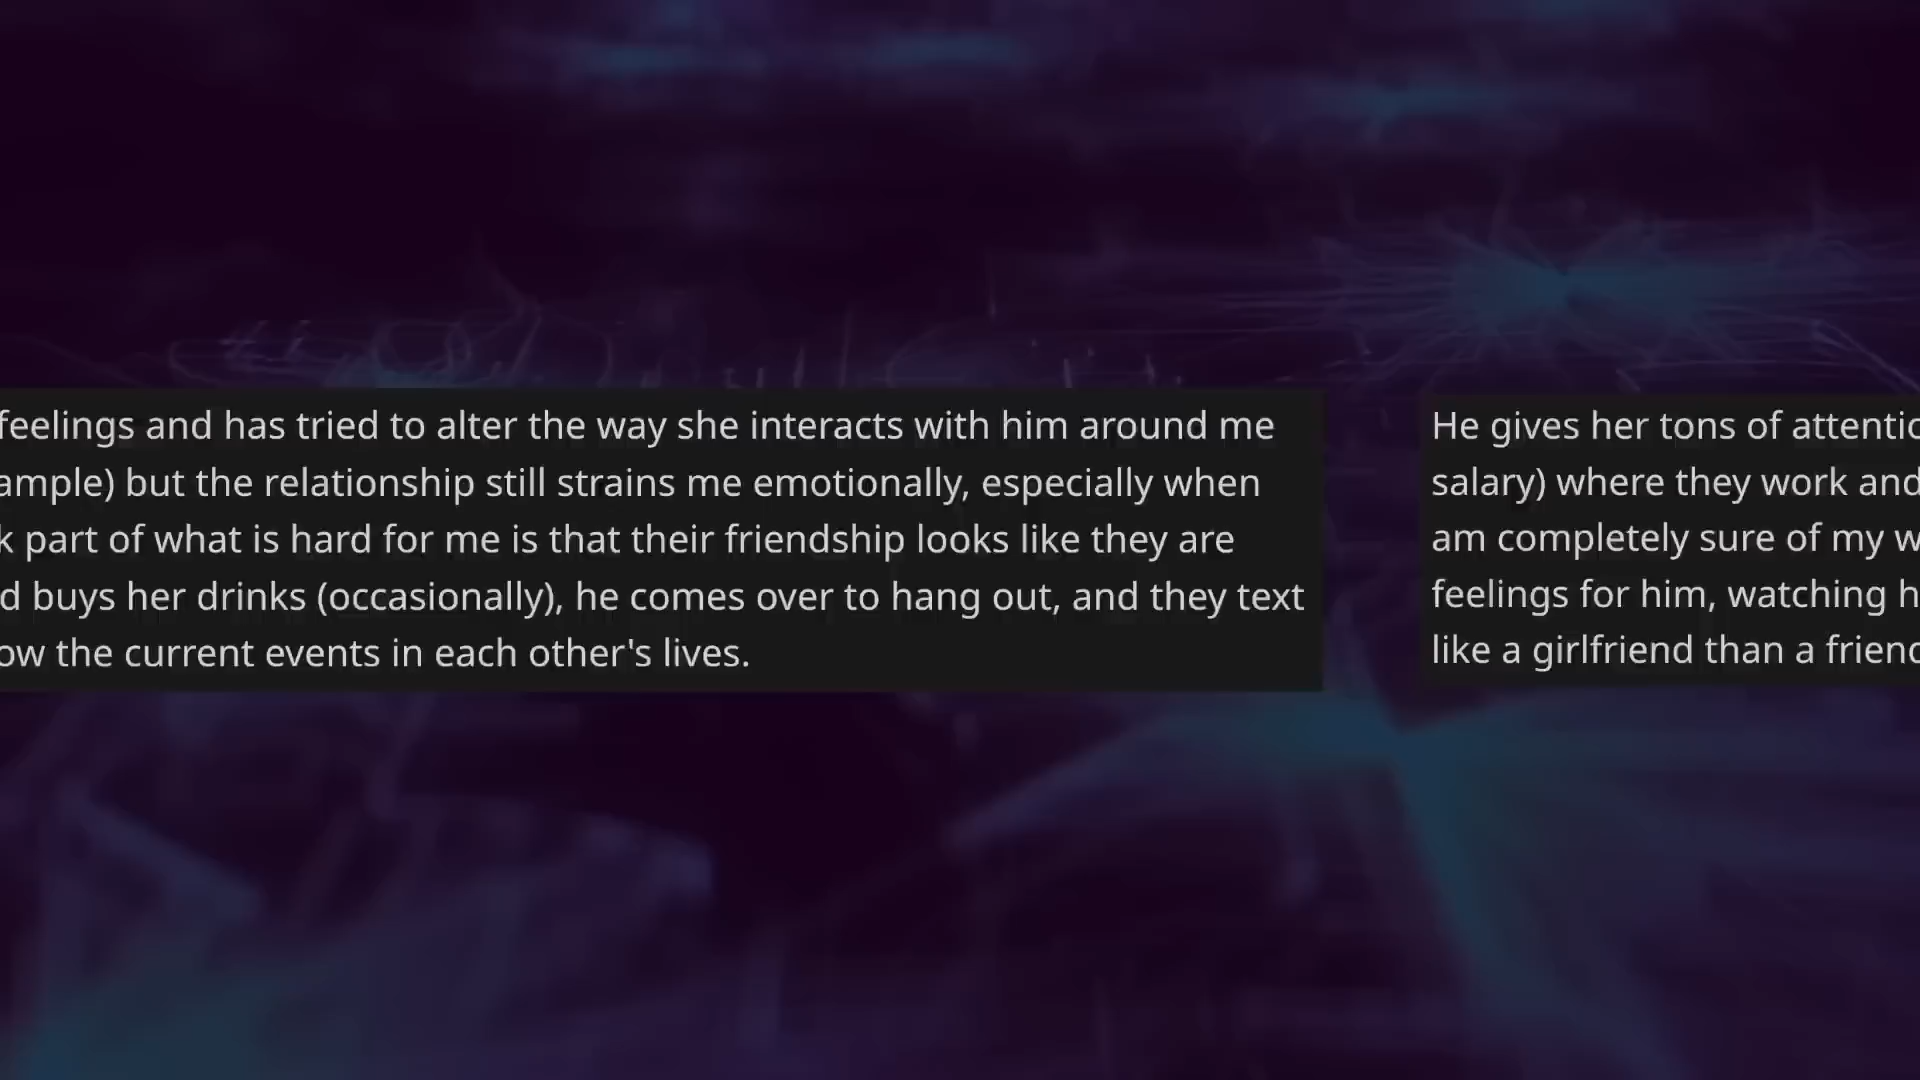 feelings and has tried to alter the way she interacts with him around me
ample) but the relationship still strains me emotionally, especially when
k part of what is hard for me is that their friendship looks like they are
d buys her drinks (occasionally), he comes over to hang out, and they text
ow the current events in each other's lives.
He gives her tons of attentio
salary) where they work and
am completely sure of my w
feelings for him, watching h
like a girlfriend than a friend